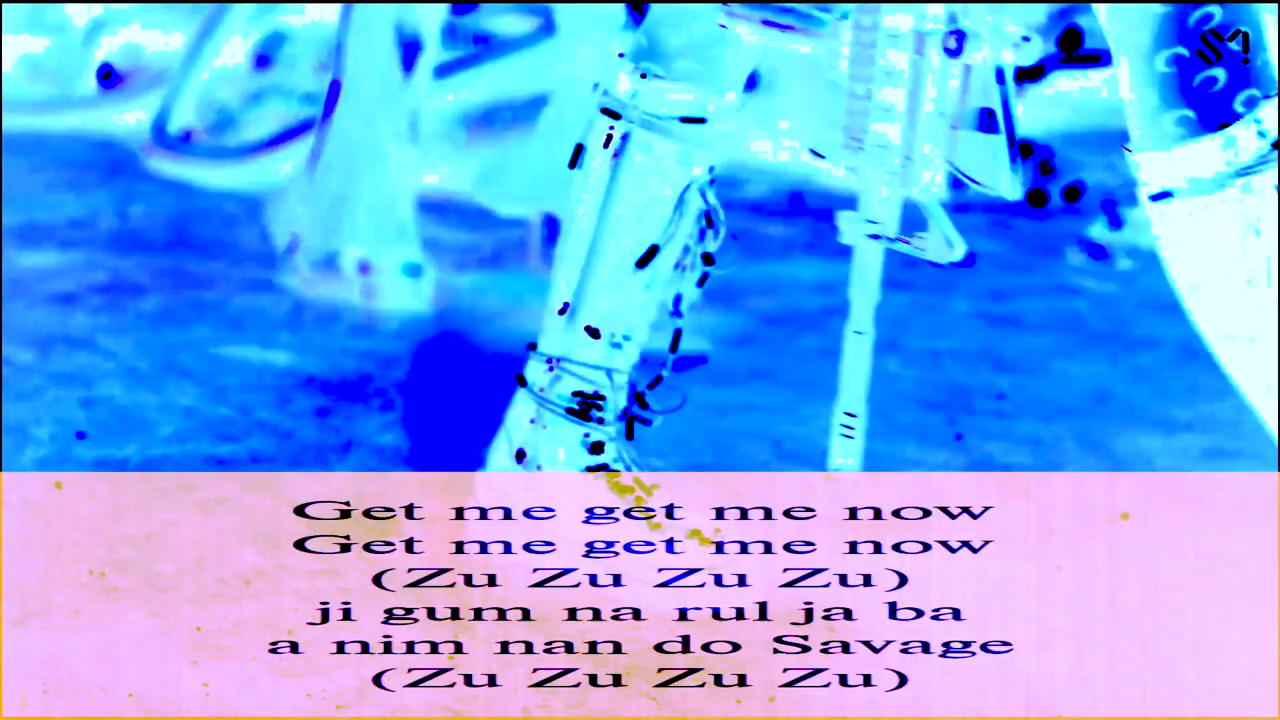 Get me get me now
Get me get me now
(Zu Zu Zu Zu)
ji gum na rul ja ba
a nim nan do Savage
(Zu Zu Zu Zu)